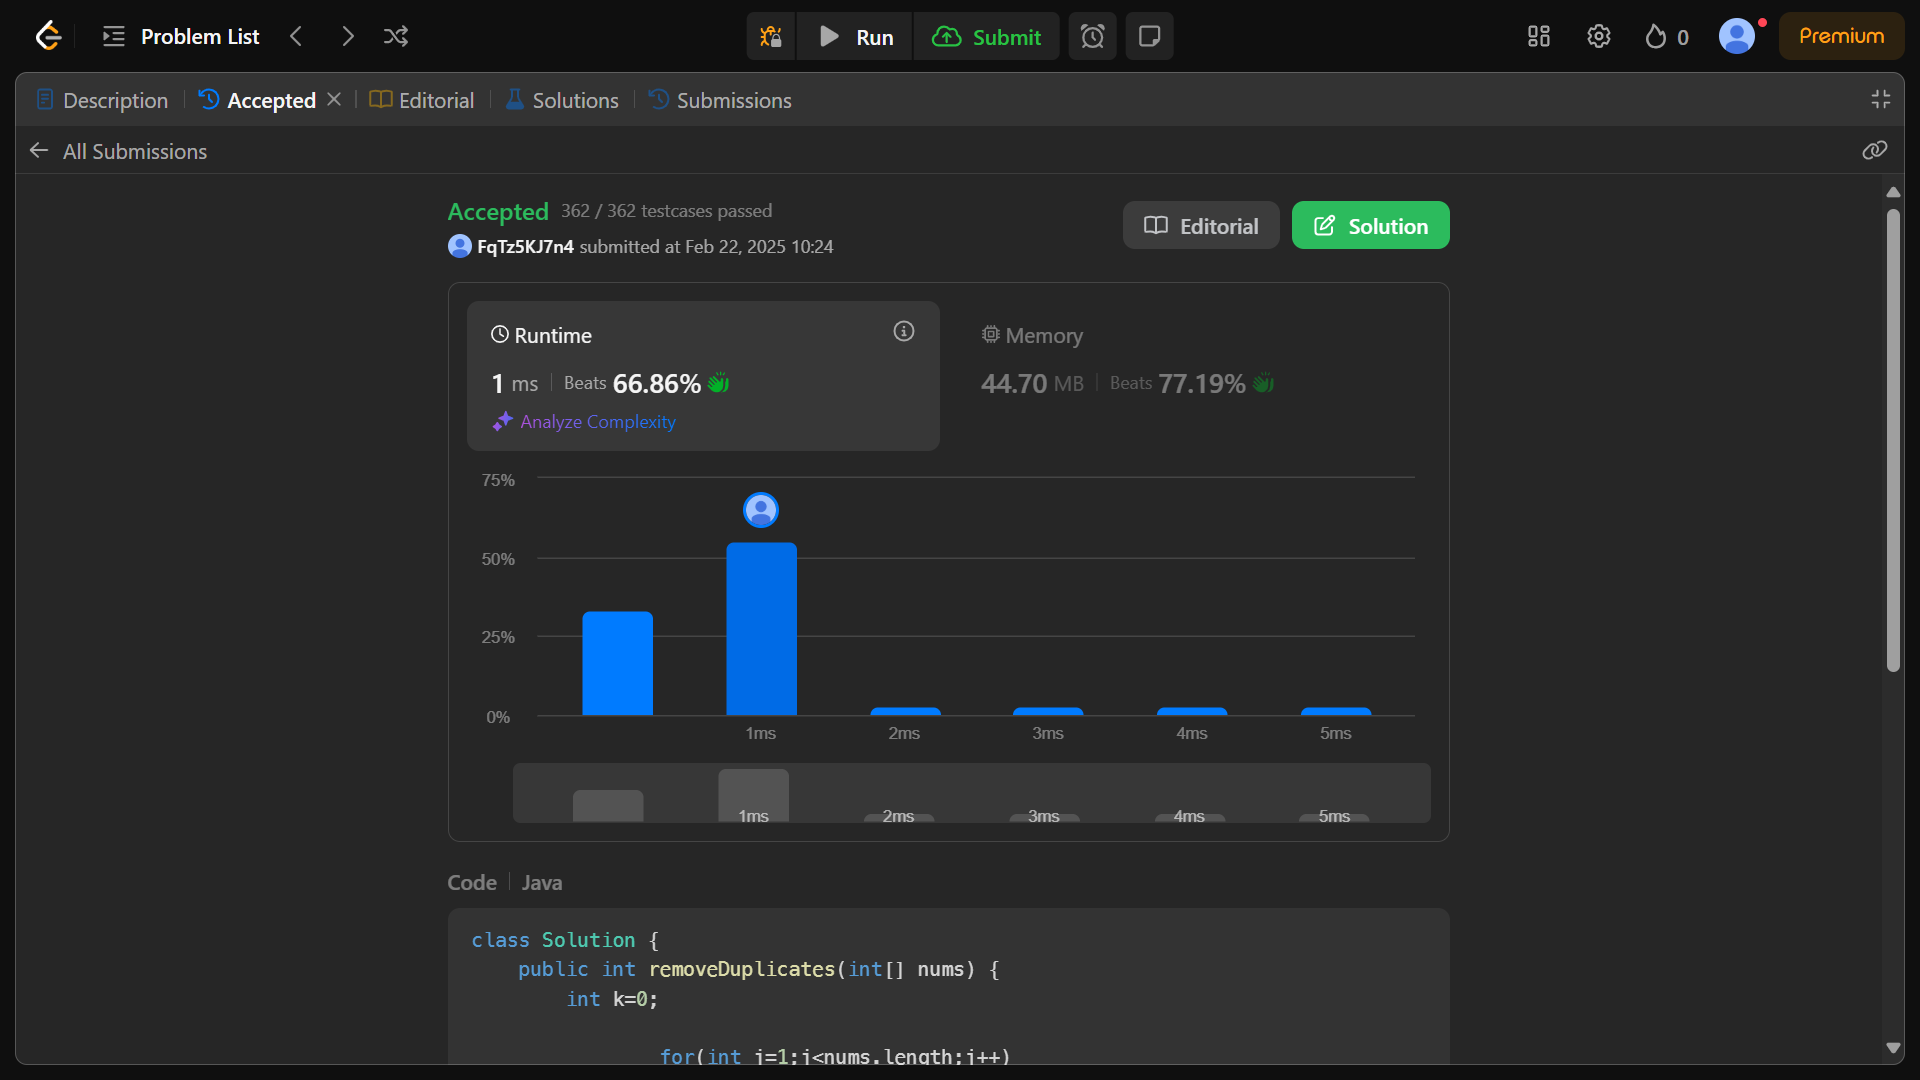 Problem List
Run
Submit
0
Premium
Description
Accepted
Editorial
Solutions
Submissions
All Submissions
Accepted 362 / 362 testcases passed
FqTz5KJ7n4 submitted at Feb 22, 2025 10:24
Editorial
Solution
Runtime
1 ms Beats 66.86%
Analyze Complexity
Memory
44.70 MB Beats 77.19%
75%
50%
25%
0%
1ms 2ms 3ms 4ms 5ms
1ms 2ms 3ms 4ms 5ms
Code Java
class Solution {
public int removeDuplicates(int[] nums) {
int k=0;
for(int j=1;j<nums.length;j++)